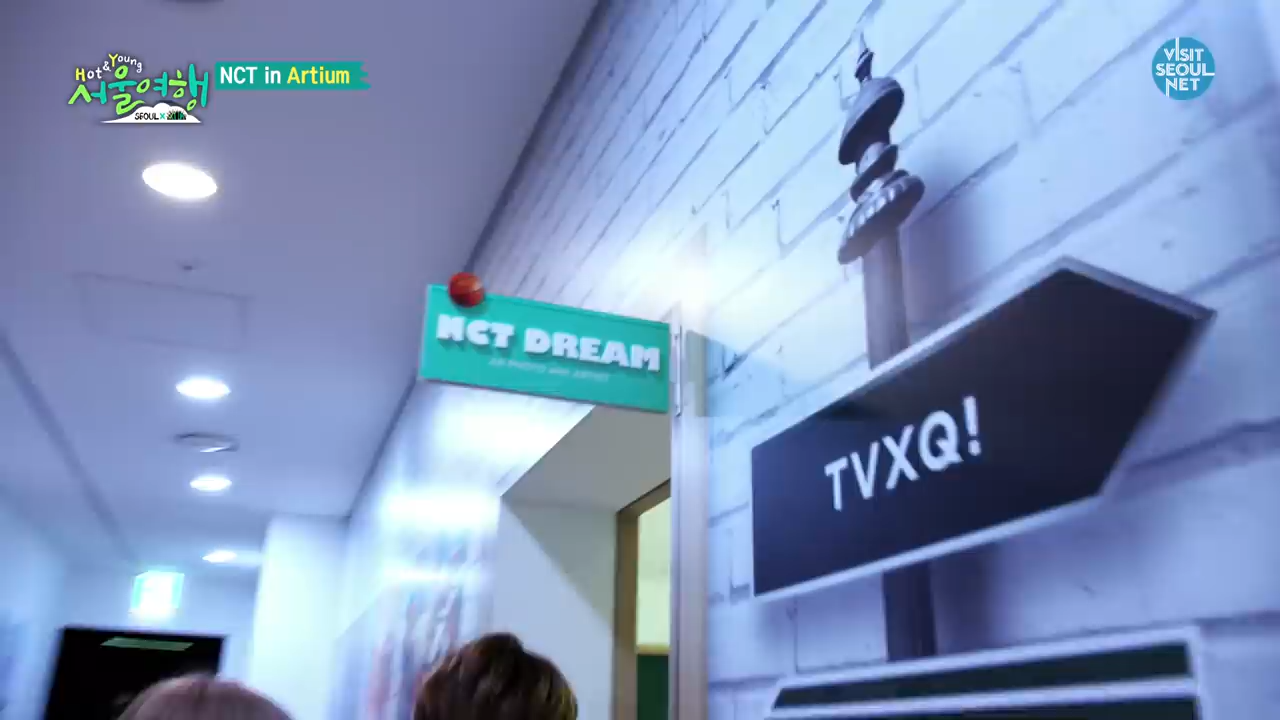 Hot & Young
서울여행
SEOUL X
NCT in Artium
VISIT
SEOUL
.NET
NCT DREAM
TVXQ!